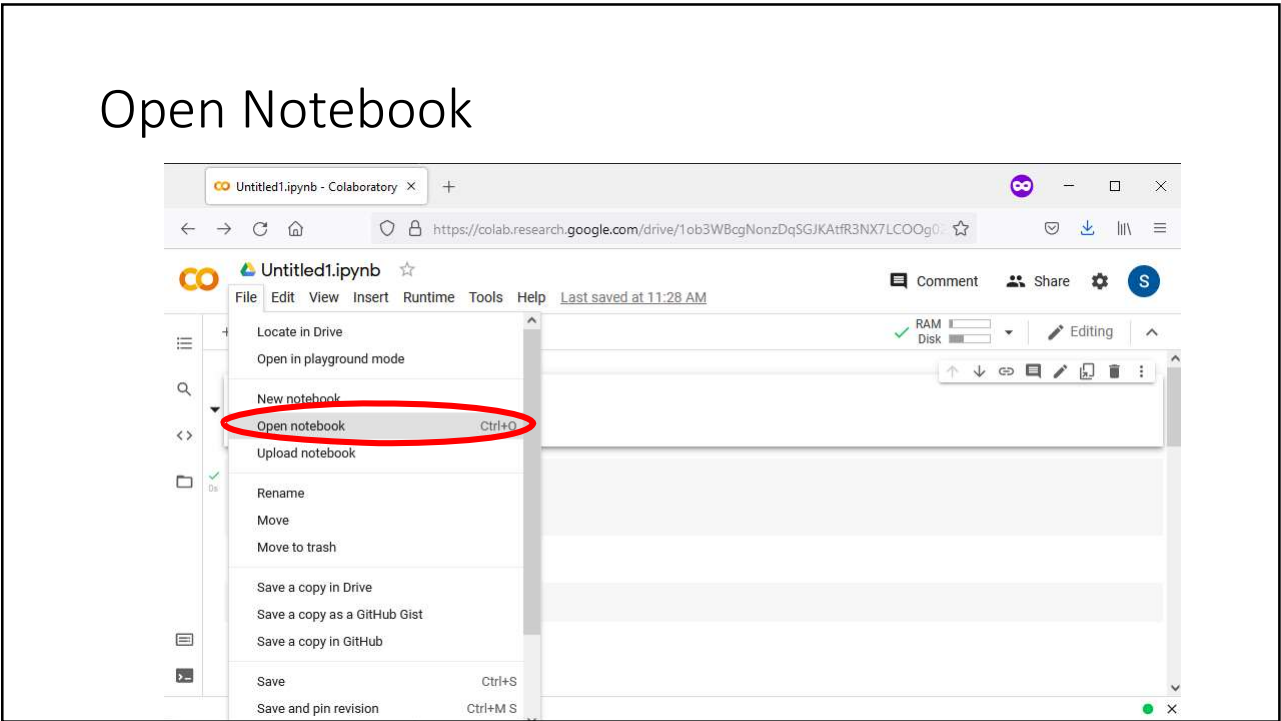 Open Notebook
Untitled1.ipynb - Colaboratory
https://colab.research.google.com/drive/1ob3WBcgNonzDqSGJKAtfR3NX7LCOOg0
Untitled1.ipynb
File Edit View Insert Runtime Tools Help Last saved at 11:28 AM
Comment Share S
Locate in Drive
Open in playground mode
New notebook
Open notebook Ctrl+O
Upload notebook
Rename
Move
Move to trash
Save a copy in Drive
Save a copy as a GitHub Gist
Save a copy in GitHub
Save Ctrl+S
Save and pin revision Ctrl+M S
RAM
Disk
Editing
0s